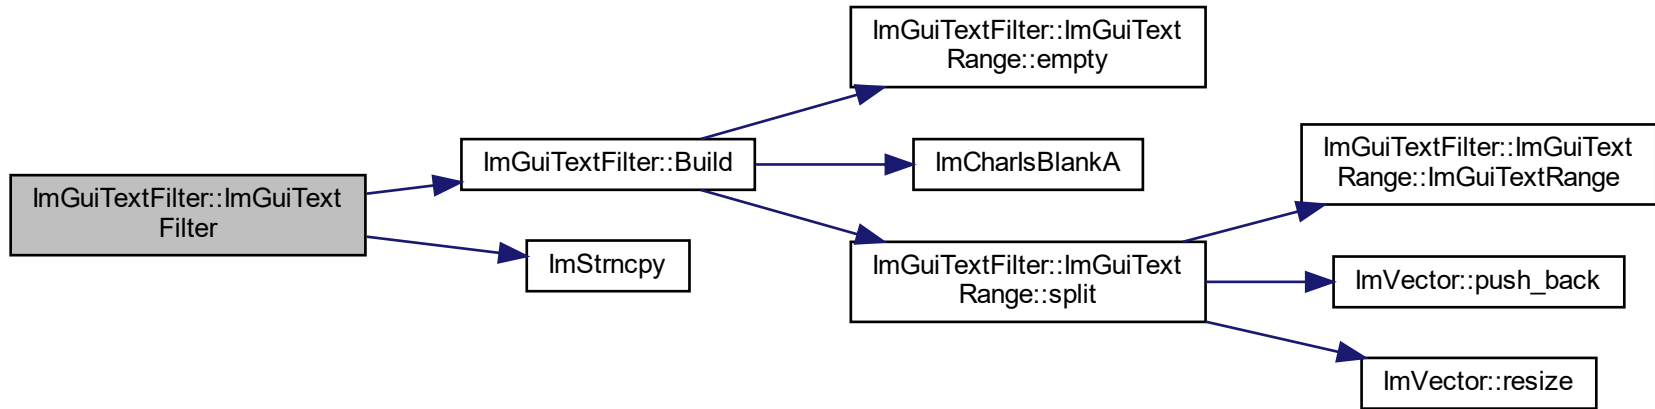 ImGuiTextFilter::ImGuiText
Filter
ImGuiTextFilter::Build
ImStrncpy
ImGuiTextFilter::ImGuiText
Range::empty
ImCharIsBlankA
ImGuiTextFilter::ImGuiText
Range::split
ImGuiTextFilter::ImGuiText
Range::ImGuiTextRange
ImVector::push_back
ImVector::resize